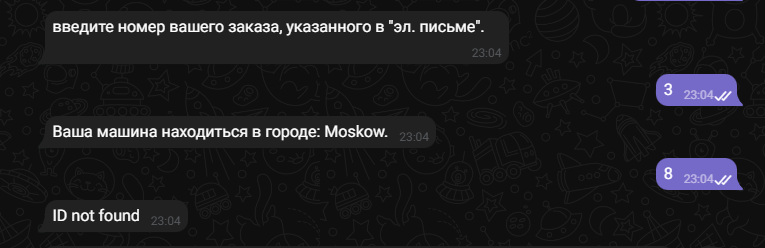 введите номер вашего заказа, указанного в "эл. письме".
23:04
3 23:04
Ваша машина находиться в городе: Moskow. 23:04
8 23:04
ID not found 23:04